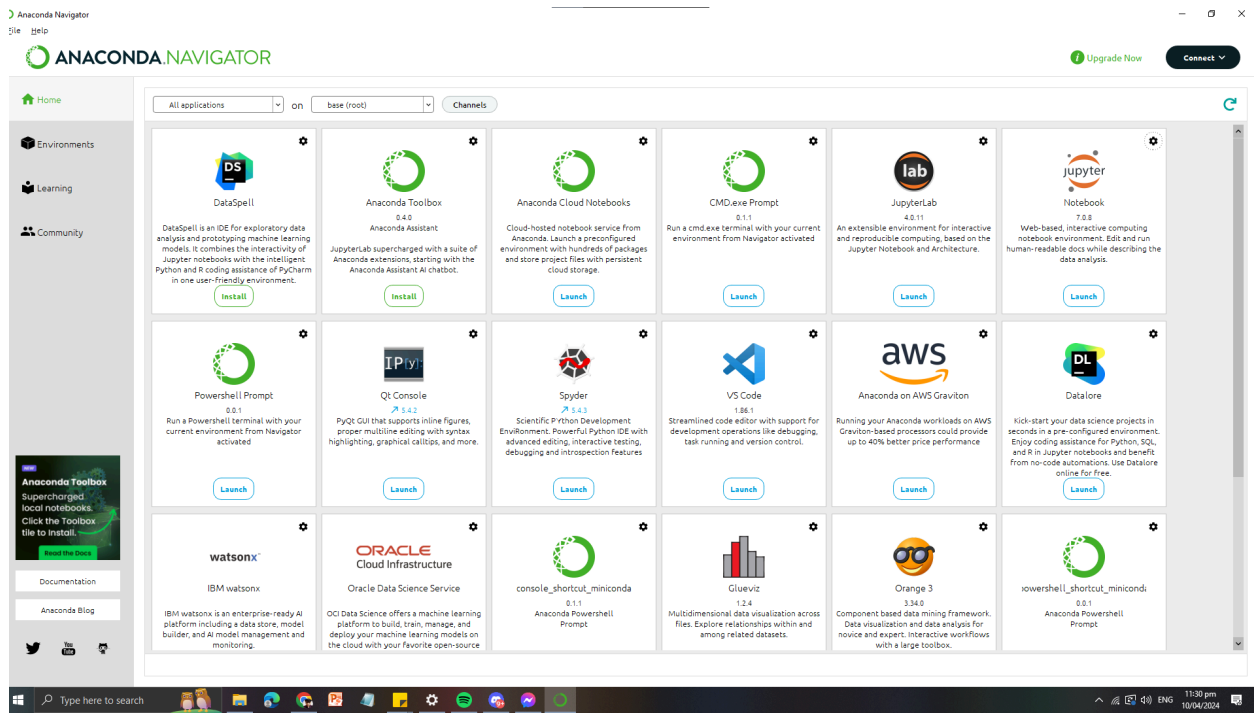 Anaconda Navigator
File Help
ANACONDA.NAVIGATOR
Upgrade Now
Connect
Home
Environments
Learning
Community
All applications
on
base (root)
Channels
DS
DataSpell
DataSpell is an IDE for exploratory data
analysis and prototyping machine learning
models. It combines the interactivity of
Jupyter notebooks with the intelligent
Python and R coding assistance of PyCharm
in one user-friendly environment.
Install
Anaconda Toolbox
0.4.0
Anaconda Assistant
JupyterLab supercharged with a suite of
Anaconda extensions, starting with the
Anaconda Assistant AI chatbot.
Install
Anaconda Cloud Notebooks
Cloud-hosted notebook service from
Anaconda. Launch a preconfigured
environment with hundreds of packages
and store project files with persistent
cloud storage.
Launch
CMD.exe Prompt
0.1.1
Run a cmd.exe terminal with your current
environment from Navigator activated
Launch
lab
JupyterLab
4.0.11
An extensible environment for interactive
and reproducible computing, based on the
Jupyter Notebook and Architecture.
Launch
jupyter
Notebook
7.0.8
Web-based, interactive computing
notebook environment. Edit and run
human-readable docs while describing the
data analysis.
Launch
Powershell Prompt
0.0.1
Run a Powershell terminal with your
current environment from Navigator
activated
Launch
IP[y]:
Qt Console
5.4.2
PyQt GUI that supports inline figures,
proper multiline editing with syntax
highlighting, graphical calltips, and more.
Launch
Spyder
5.4.3
Scientific PYthon Development
EnviRonment. Powerful Python IDE with
advanced editing, interactive testing,
debugging and introspection features
Launch
VS Code
1.86.1
Streamlined code editor with support for
development operations like debugging,
task running and version control.
Launch
aws
Anaconda on AWS Graviton
Running your Anaconda workloads on AWS
Graviton-based processors could provide
up to 40% better price performance
Launch
DL
Datalore
Kick-start your data science projects in
seconds in a pre-configured environment.
Enjoy coding assistance for Python, SQL,
and R in Jupyter notebooks and benefit
from no-code automations. Use Datalore
online for free.
Launch
watsonx
IBM watsonx
IBM watsonx is an enterprise-ready AI
platform including a data store, model
builder, and AI model management and
monitoring.
ORACLE
Cloud Infrastructure
Oracle Data Science Service
OCI Data Science offers a machine learning
platform to build, train, manage, and
deploy your machine learning models on
the cloud with your favorite open-source
console_shortcut_miniconda
0.1.1
Anaconda Powershell
Prompt
Glueviz
1.2.4
Multidimensional data visualization across
files. Explore relationships within and
among related datasets.
Orange 3
3.34.0
Component based data mining framework.
Data visualization and data analysis for
novice and expert. Interactive workflows
with a large toolbox.
powershell_shortcut_miniconda
0.0.1
Anaconda Powershell
Prompt
NEW
Anaconda Toolbox
Supercharged
local notebooks.
Click the Toolbox
tile to install.
Read the Docs
Documentation
Anaconda Blog
You
Tube
Type here to search
ENG
11:30 pm
10/04/2024